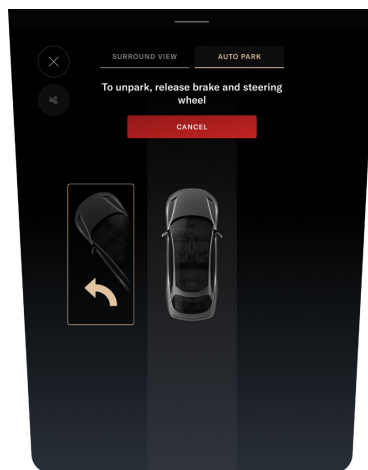 SURROUND VIEW
AUTO PARK
To unpark, release brake and steering
wheel
CANCEL